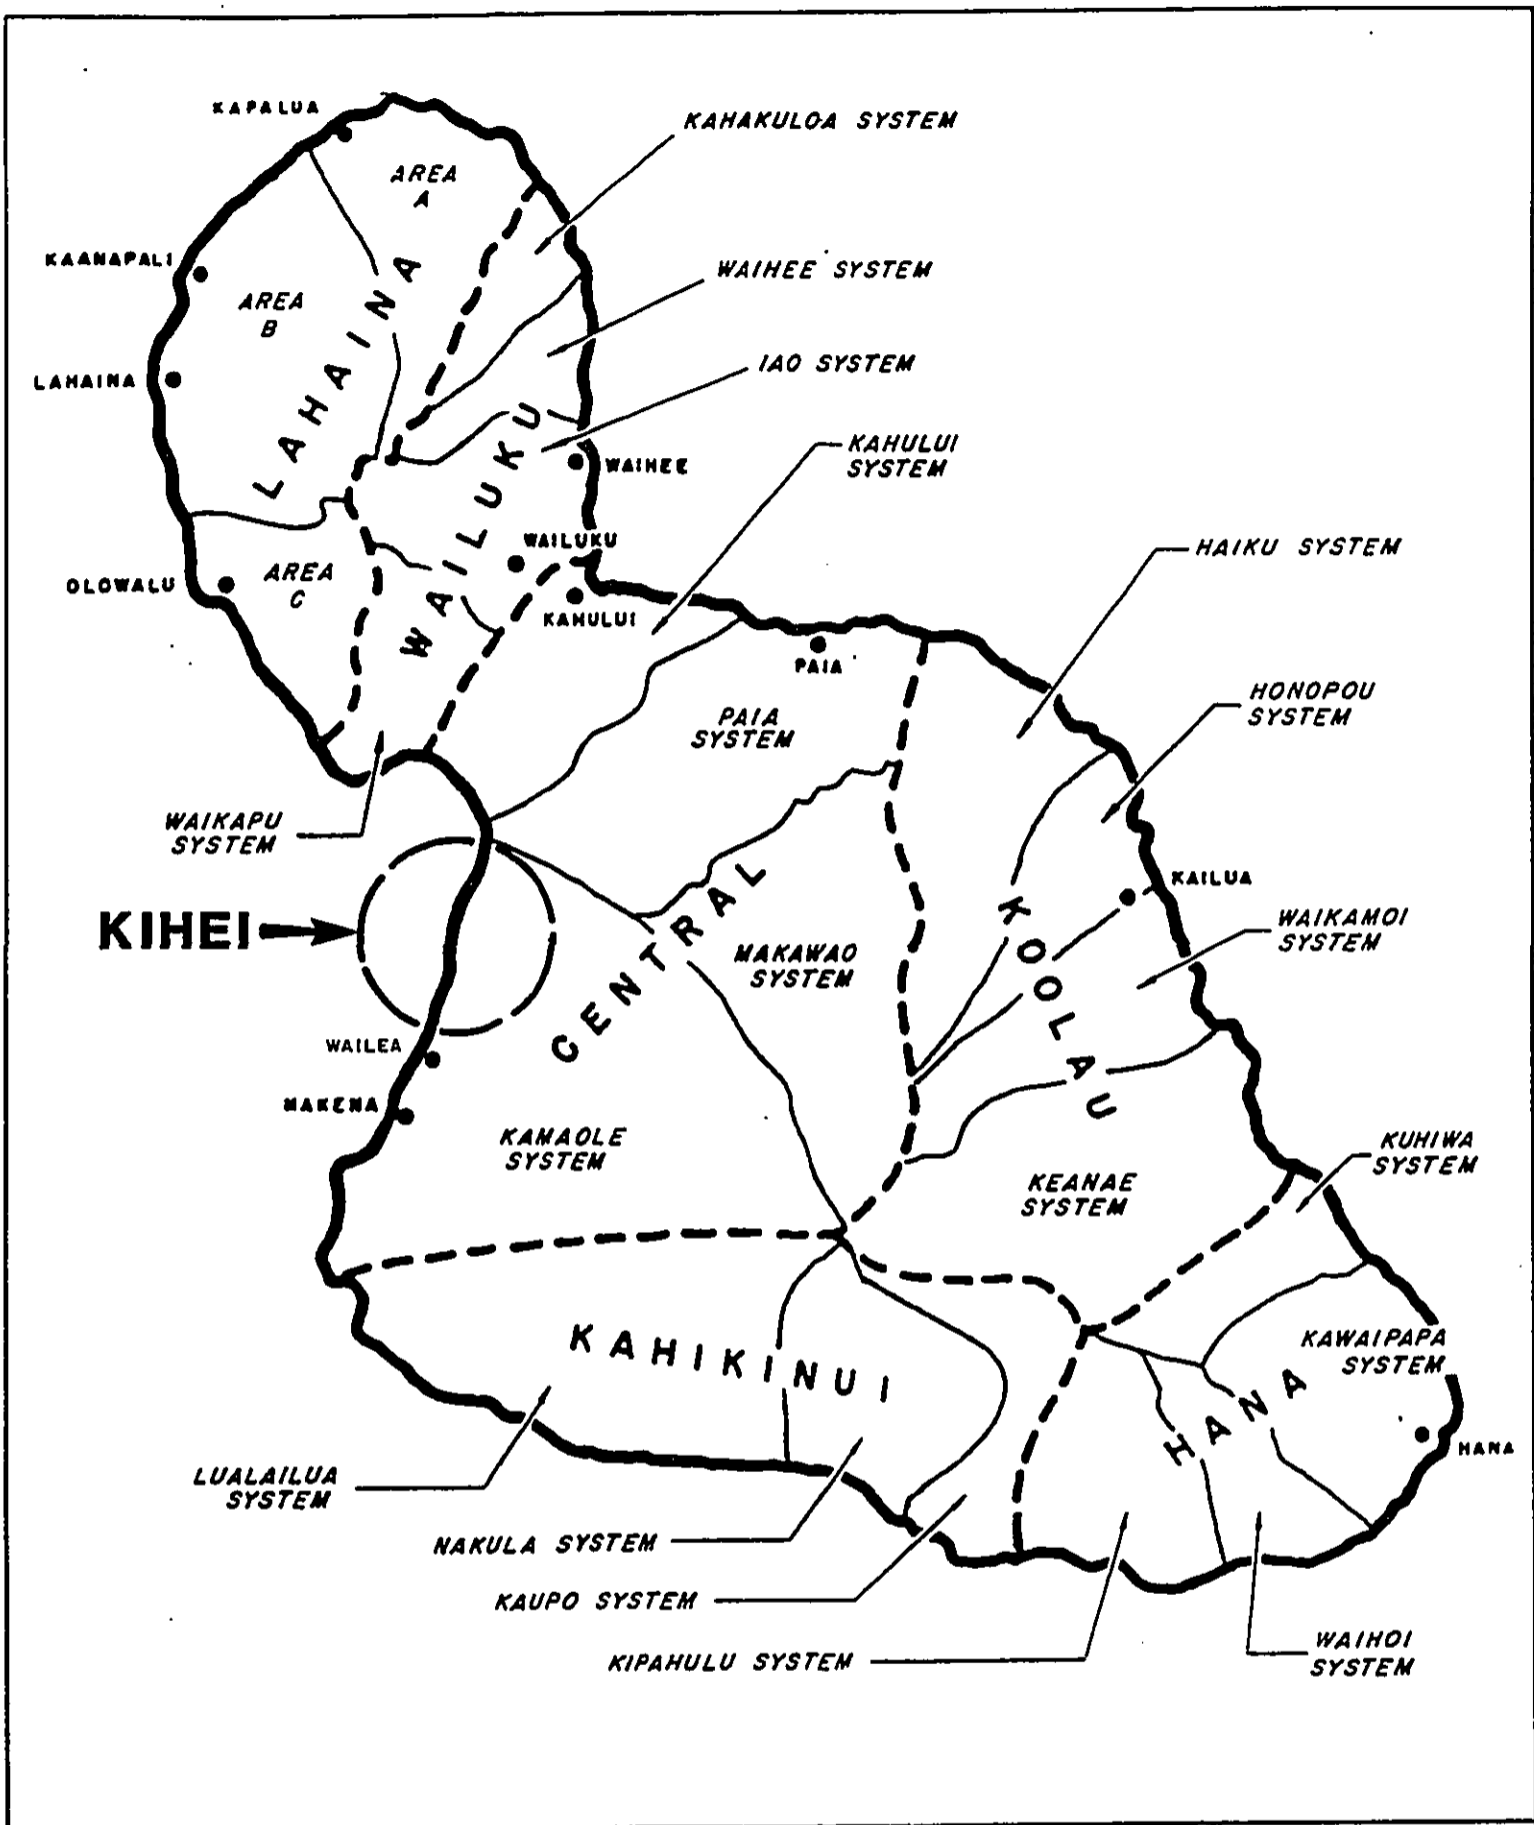 KAPALUA
KAHAKULOA SYSTEM
AREA
A
KAANAPALI
WAIHEE SYSTEM
AREA
B
LAHAINA
IAO SYSTEM
LAHAINA
KAHULUI
SYSTEM
WAIHEE
WAILUKU
WAILUKU
HAIKU SYSTEM
OLOWALU
AREA
C
KAHULUI
PAIA
HONOPOU
SYSTEM
PAIA
SYSTEM
WAIKAPU
SYSTEM
KIHEI
CENTRAL
KAILUA
KOOLAU
WAIKAMOI
SYSTEM
MAKAWAO
SYSTEM
WAILEA
MAKENA
KAMAOLE
SYSTEM
KUHIWA
SYSTEM
KEANAE
SYSTEM
KAHIKINUI
KAWAIPAPA
SYSTEM
HANA
HANA
LUALAILUA
SYSTEM
NAKULA SYSTEM
KAUPO SYSTEM
KIPAHULU SYSTEM
WAIHOI
SYSTEM